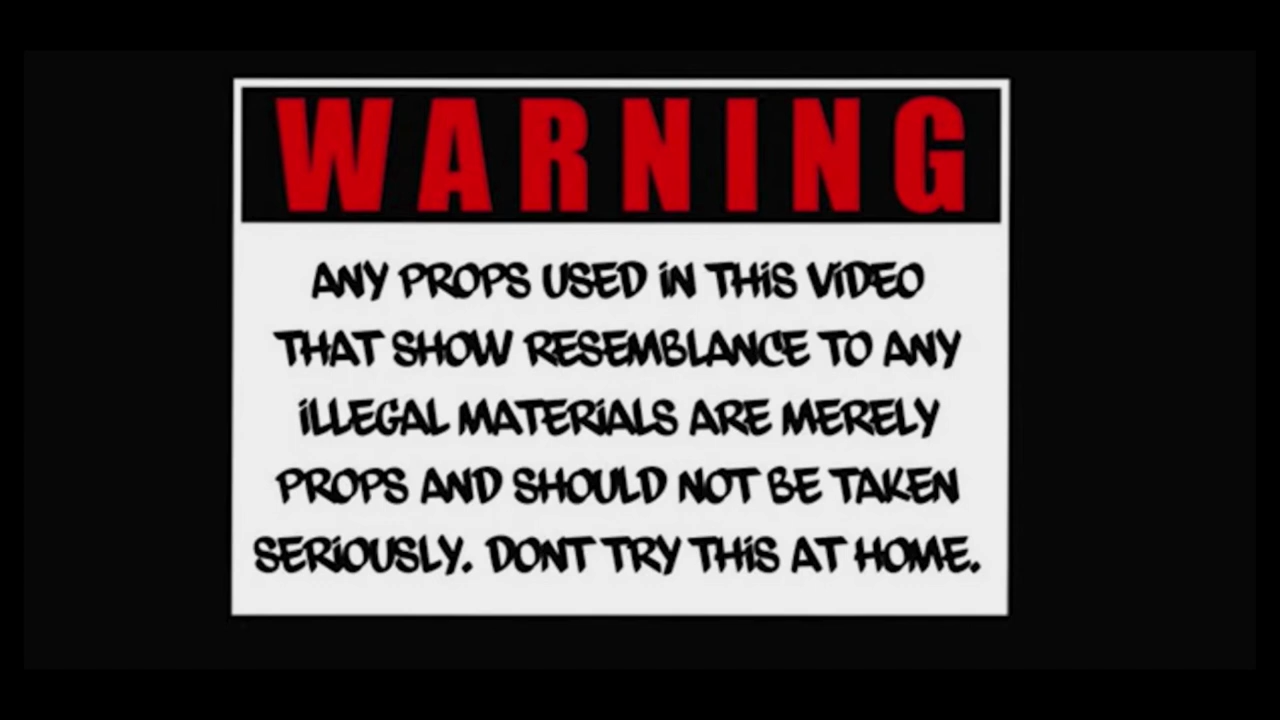 WARNING
ANY PROPS USED iN THiS ViDEO
THAT SHOW RESEMBLANCE TO ANY
iLLEGAL MATERiALS ARE MERELY
PROPS AND SHOULD NOT BE TAKEN
SERiOUSLY. DONT TRY THiS AT HOME.